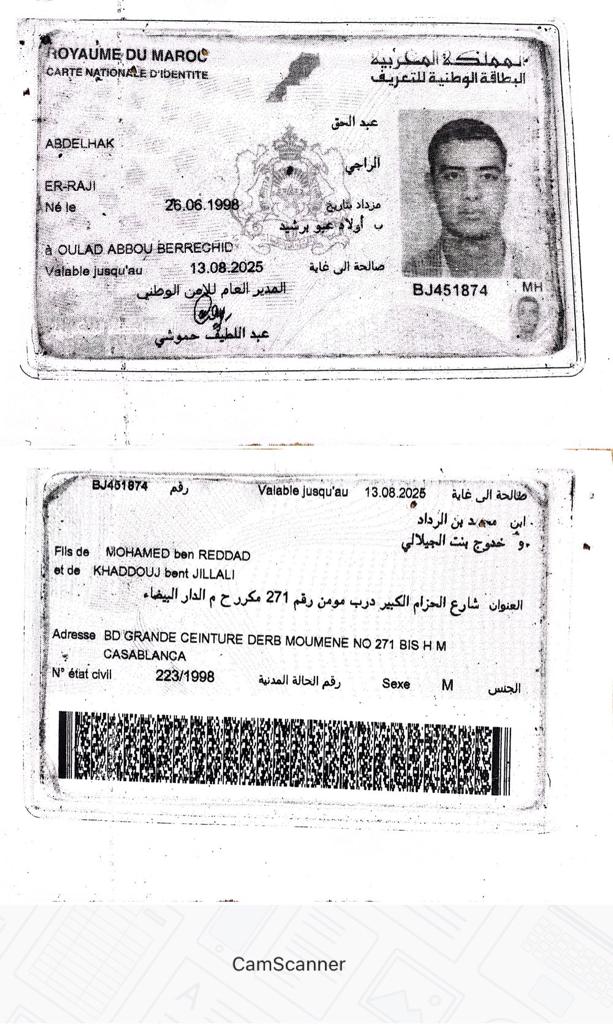 ROYAUME DU MAROC
المملكة المغربية
CARTE NATIONALE D'IDENTITE
البطاقة الوطنية للتعريف
عبد الحق
ABDELHAK
الراجي
ER-RAJI
Né le 26.06.1998 مزداد بتاريخ
ب أولاد عبو برشيد
à OULAD ABBOU BERRECHID
Valable jusqu'au 13.08.2025 صالحة الى غاية
المدير العام للأمن الوطني
عبد اللطيف حموشي
BJ451874
MH
BJ451874 رقم Valable jusqu'au 13.08.2025 صالحة الى غاية
ابن محمد بن الرداد
و خدوج بنت الجيلالي
Fils de MOHAMED ben REDDAD
et de KHADDOUJ bent JILLALI
العنوان شارع الحزام الكبير درب مومن رقم 271 مكرر ح م الدار البيضاء
Adresse BD GRANDE CEINTURE DERB MOUMENE NO 271 BIS H M
CASABLANCA
N° état civil 223/1998 رقم الحالة المدنية Sexe M الجنس
CamScanner